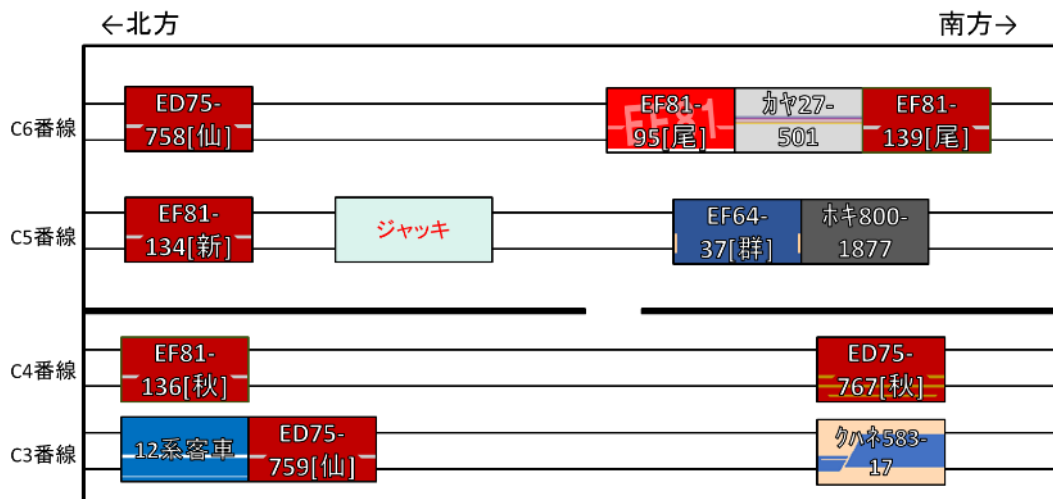 ←北方 南方→
C6番線
ED75-
758[仙]
EF81-
95[尾]
EF81
カヤ27-
501
EF81-
139[尾]
C5番線
EF81-
134[新]
ジャッキ
EF64-
37[群]
ホキ800-
1877
C4番線
EF81-
136[秋]
ED75-
767[秋]
C3番線
12系客車
ED75-
759[仙]
クハネ583-
17